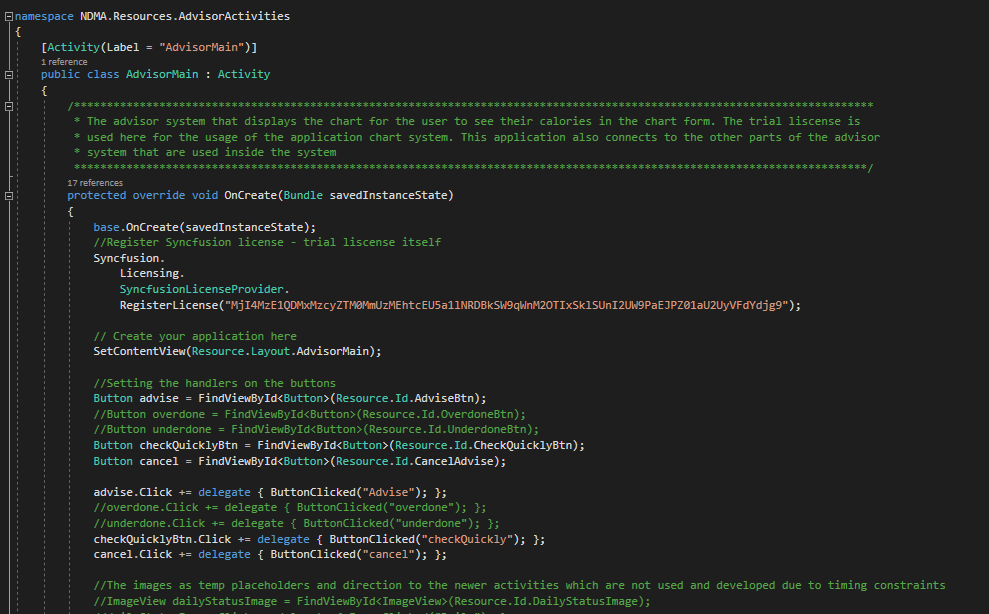 namespace NDMA.Resources.AdvisorActivities
{
[Activity(Label = "AdvisorMain")]
1 reference
public class AdvisorMain : Activity
{
/**************************************************************************************************************************
* The advisor system that displays the chart for the user to see their calories in the chart form. The trial liscense is
* used here for the usage of the application chart system. This application also connects to the other parts of the advisor
* system that are used inside the system
**************************************************************************************************************************/
17 references
protected override void OnCreate(Bundle savedInstanceState)
{
base.OnCreate(savedInstanceState);
//Register Syncfusion license - trial liscense itself
Syncfusion.
Licensing.
SyncfusionLicenseProvider.
RegisterLicense("MjI4MzE1QDMxMzcyZTM0MmUzMEhtcEU5a1lNRDBkSW9qWnM2OTIxSklSUnI2UW9PaEJPZ01aU2UyVFdYdjg9");
// Create your application here
SetContentView(Resource.Layout.AdvisorMain);
//Setting the handlers on the buttons
Button advise = FindViewById<Button>(Resource.Id.AdviseBtn);
//Button overdone = FindViewById<Button>(Resource.Id.OverdoneBtn);
//Button underdone = FindViewById<Button>(Resource.Id.UnderdoneBtn);
Button checkQuicklyBtn = FindViewById<Button>(Resource.Id.CheckQuicklyBtn);
Button cancel = FindViewById<Button>(Resource.Id.CancelAdvise);
advise.Click += delegate { ButtonClicked("Advise"); };
//overdone.Click += delegate { ButtonClicked("overdone"); };
//underdone.Click += delegate { ButtonClicked("underdone"); };
checkQuicklyBtn.Click += delegate { ButtonClicked("checkQuickly"); };
cancel.Click += delegate { ButtonClicked("cancel"); };
//The images as temp placeholders and direction to the newer activities which are not used and developed due to timing constraints
//ImageView dailyStatusImage = FindViewById<ImageView>(Resource.Id.DailyStatusImage);